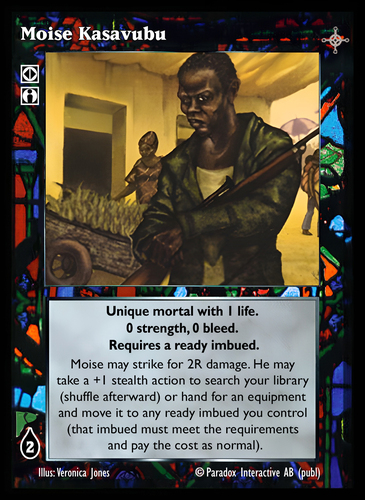 Moise Kasavubu
Unique mortal with 1 life.
0 strength, 0 bleed.
Requires a ready imbued.
Moise may strike for 2R damage. He may
take a +1 stealth action to search your library
(shuffle afterward) or hand for an equipment
and move it to any ready imbued you control
(that imbued must meet the requirements
and pay the cost as normal).
2
Illus: Veronica Jones
© Paradox Interactive AB (publ)